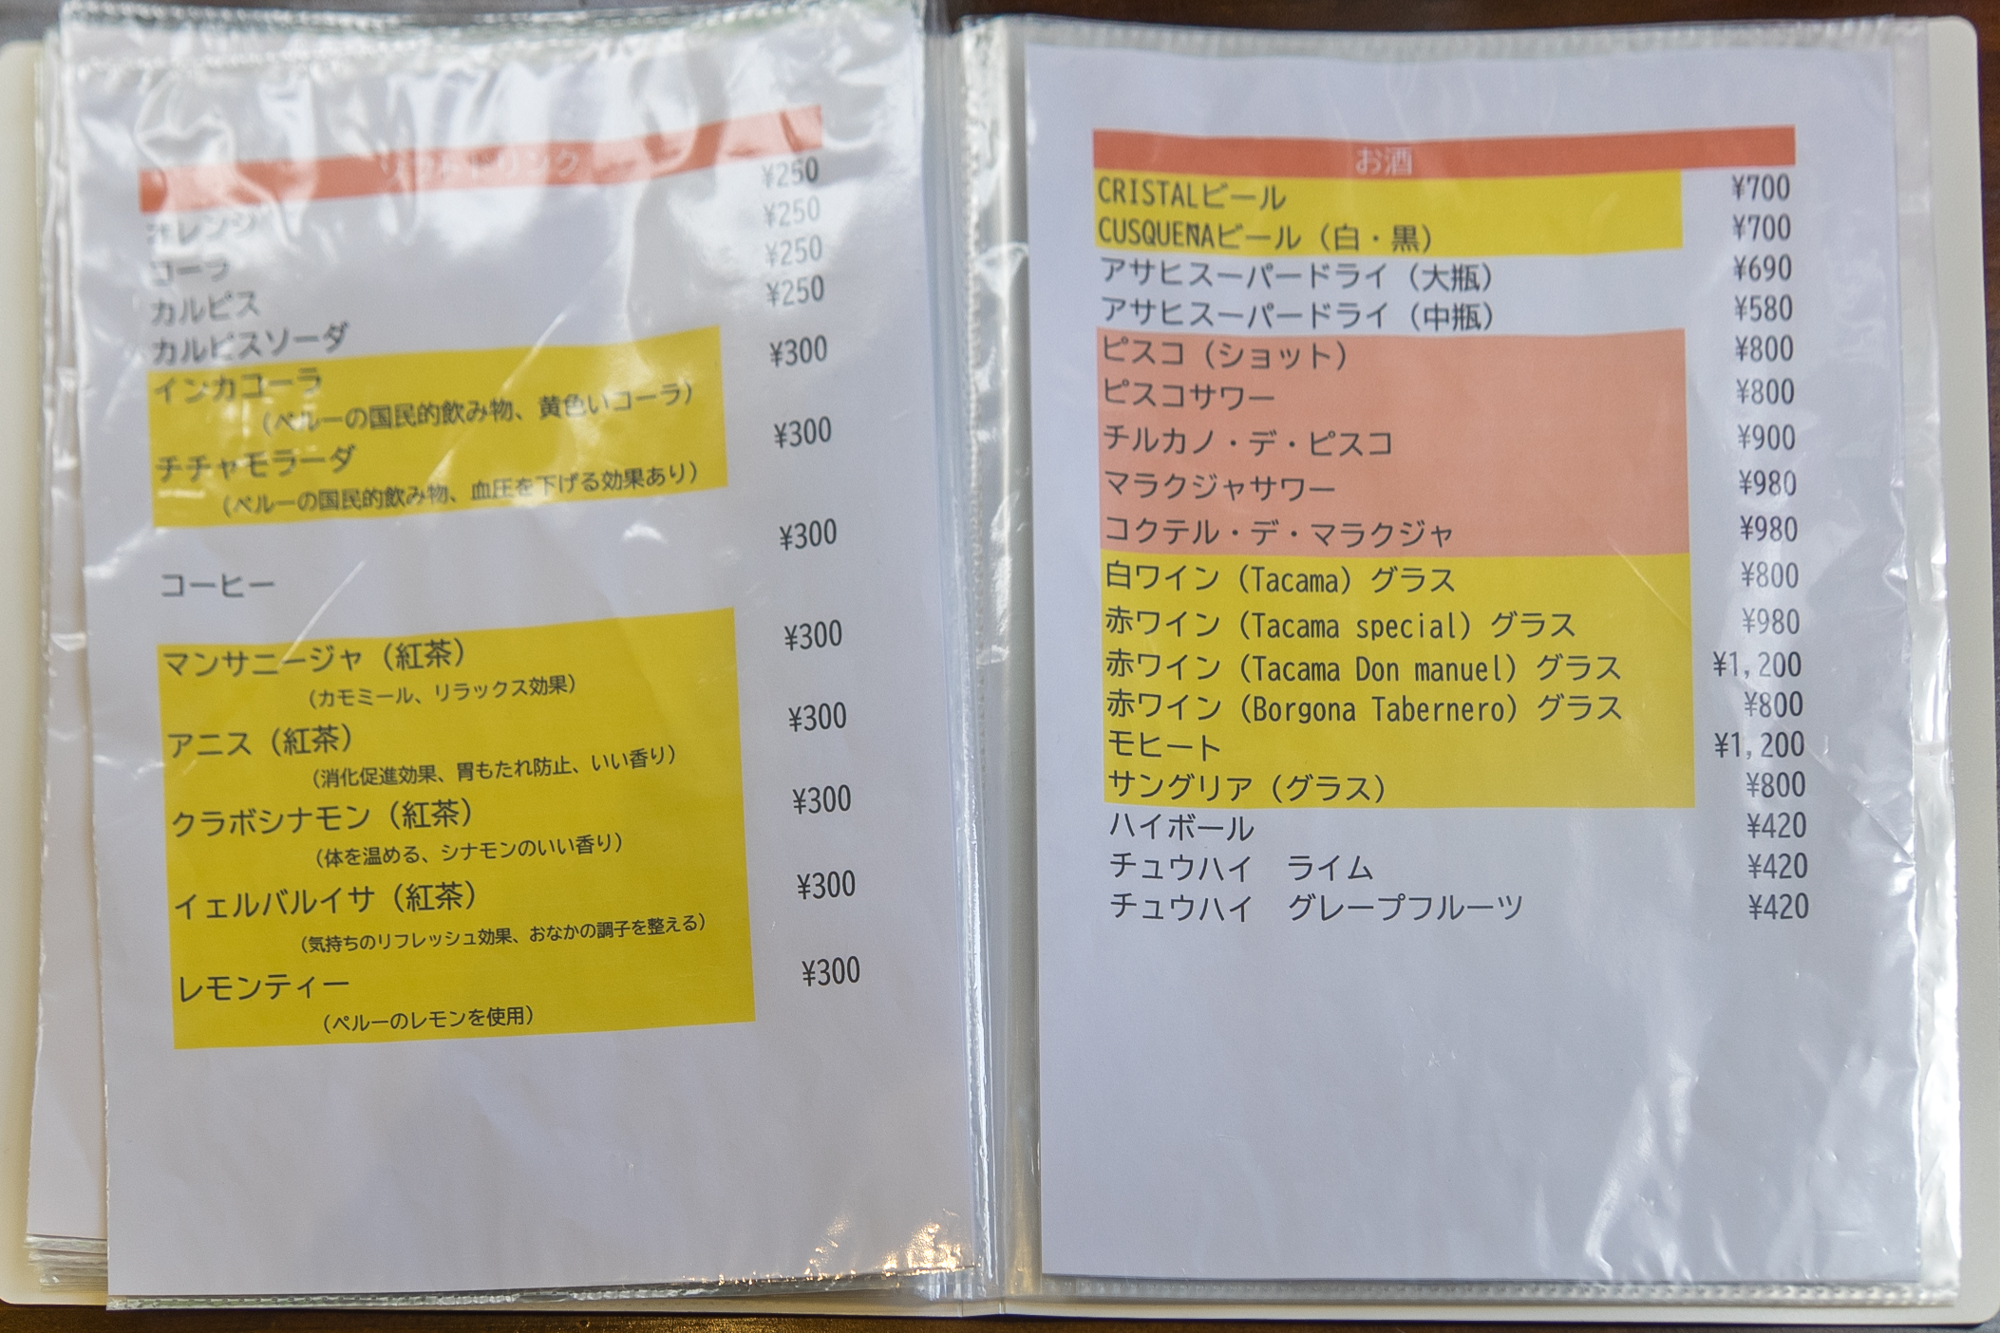 ソフトドリンク
オレンジ ¥250
コーラ ¥250
カルピス ¥250
カルピスソーダ ¥250
インカコーラ ¥300
(ペルーの国民的飲み物、黄色いコーラ)
チチャモラーダ ¥300
(ペルーの国民的飲み物、血圧を下げる効果あり)
コーヒー ¥300
マンサニージャ (紅茶) ¥300
(カモミール、リラックス効果)
アニス (紅茶) ¥300
(消化促進効果、胃もたれ防止、いい香り)
クラボシナモン (紅茶) ¥300
(体を温める、シナモンのいい香り)
イェルバルイサ (紅茶) ¥300
(気持ちのリフレッシュ効果、おなかの調子を整える)
レモンティー ¥300
(ペルーのレモンを使用)
お酒
CRISTALビール ¥700
CUSQUEÑAビール (白・黒) ¥700
アサヒスーパードライ (大瓶) ¥690
アサヒスーパードライ (中瓶) ¥580
ピスコ (ショット) ¥800
ピスコサワー ¥800
チルカノ・デ・ピスコ ¥900
マラクジャサワー ¥980
コクテル・デ・マラクジャ ¥980
白ワイン (Tacama) グラス ¥800
赤ワイン (Tacama special) グラス ¥980
赤ワイン (Tacama Don manuel) グラス ¥1,200
赤ワイン (Borgona Tabernero) グラス ¥800
モヒート ¥1,200
サングリア (グラス) ¥800
ハイボール ¥420
チュウハイ　ライム ¥420
チュウハイ　グレープフルーツ ¥420